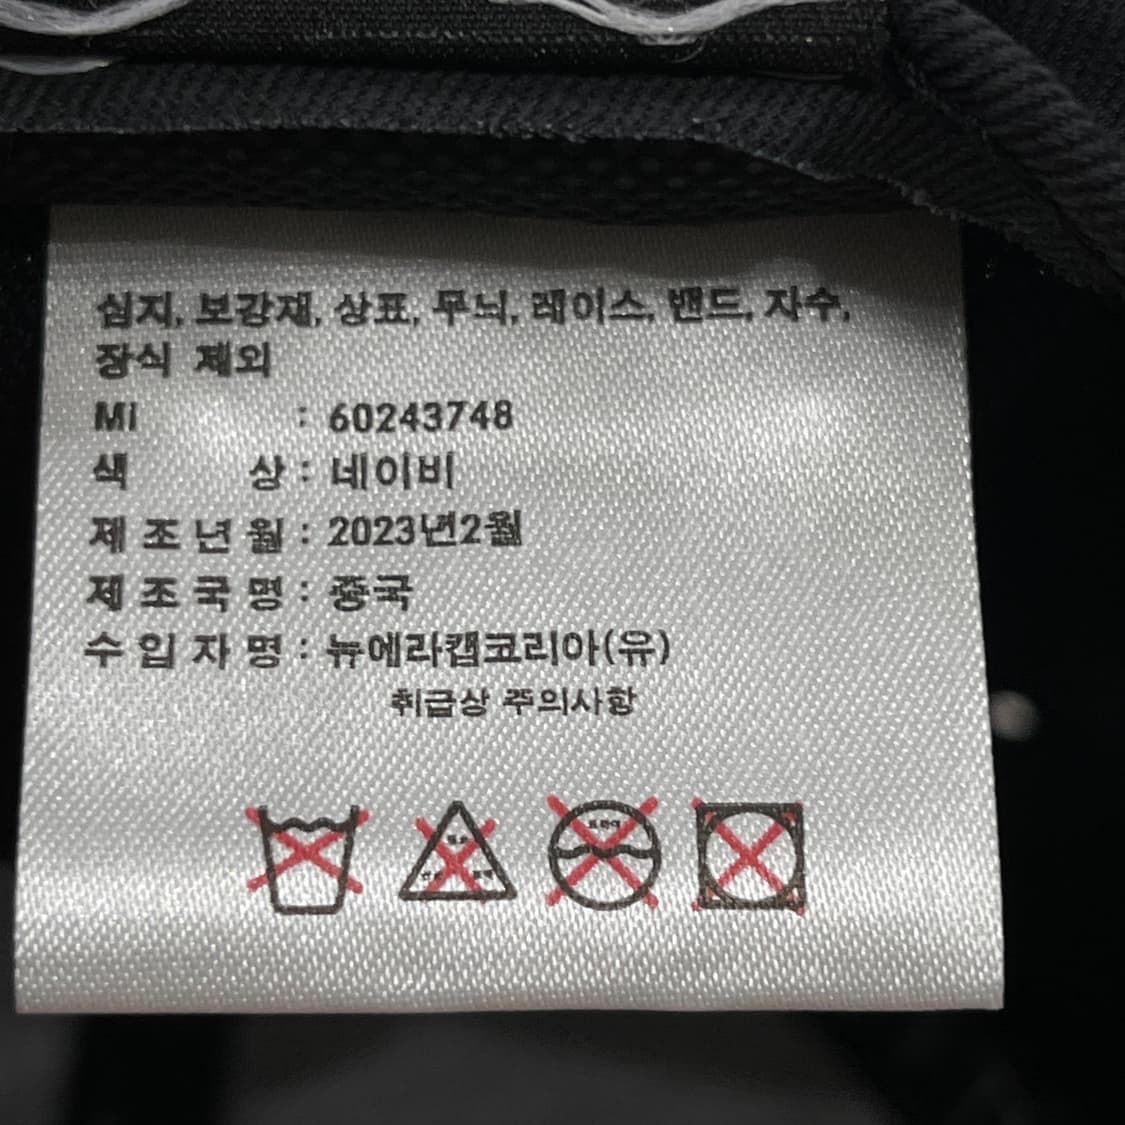 심지, 보강재, 상표, 무늬, 레이스, 밴드, 자수,
장식 제외
MI : 60243748
색 상 : 네이비
제 조 년 월 : 2023년2월
제 조 국 명 : 중국
수 입 자 명 : 뉴에라캡코리아(유)
취급상 주의사항
드라이